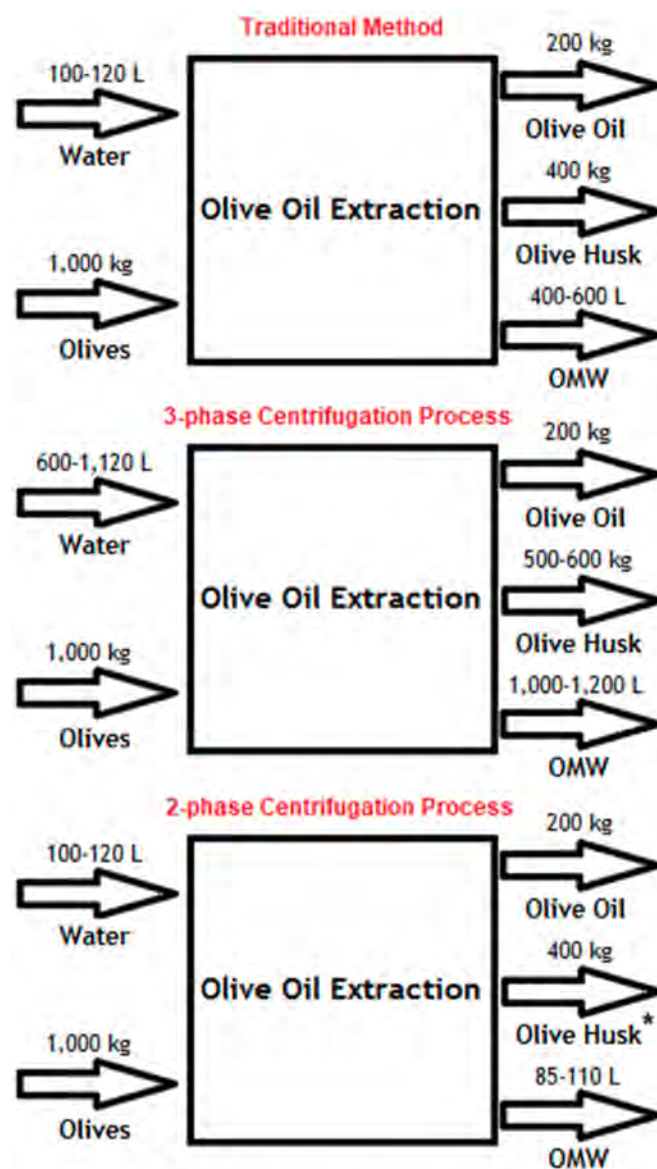 Traditional Method
100-120 L
Water
1,000 kg
Olives
Olive Oil Extraction
200 kg
Olive Oil
400 kg
Olive Husk
400-600 L
OMW
3-phase Centrifugation Process
600-1,120 L
Water
1,000 kg
Olives
Olive Oil Extraction
200 kg
Olive Oil
500-600 kg
Olive Husk
1,000-1,200 L
OMW
2-phase Centrifugation Process
100-120 L
Water
1,000 kg
Olives
Olive Oil Extraction
200 kg
Olive Oil
400 kg
Olive Husk*
85-110 L
OMW